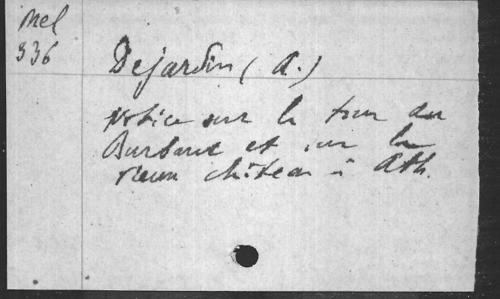 Mel
336
Dejardin (A.)
Notice sur la tour du
Burbant et sur le
vieux château à Ath.